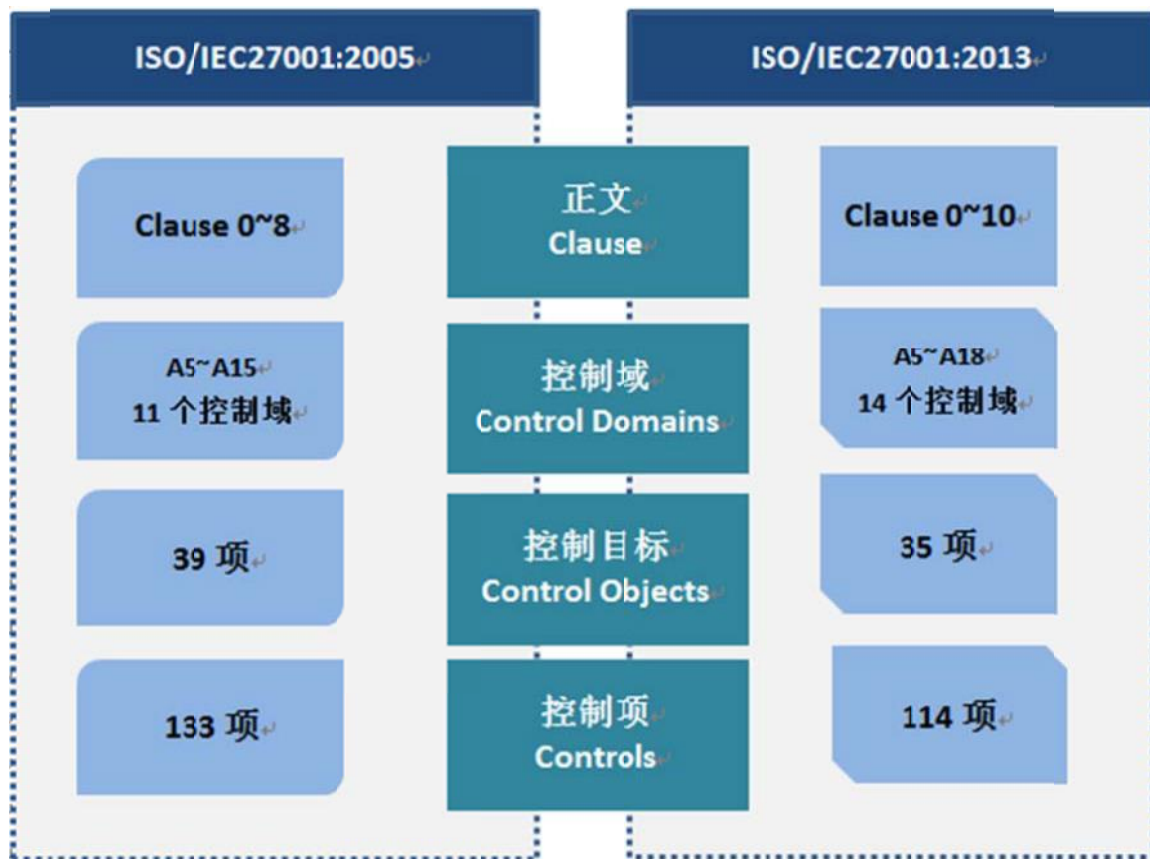 ISO/IEC27001:2005
ISO/IEC27001:2013
Clause 0~8
正文
Clause
Clause 0~10
A5~A15
11 个控制域
控制域
Control Domains
A5~A18
14 个控制域
39 项
控制目标
Control Objects
35 项
133 项
控制项
Controls
114 项